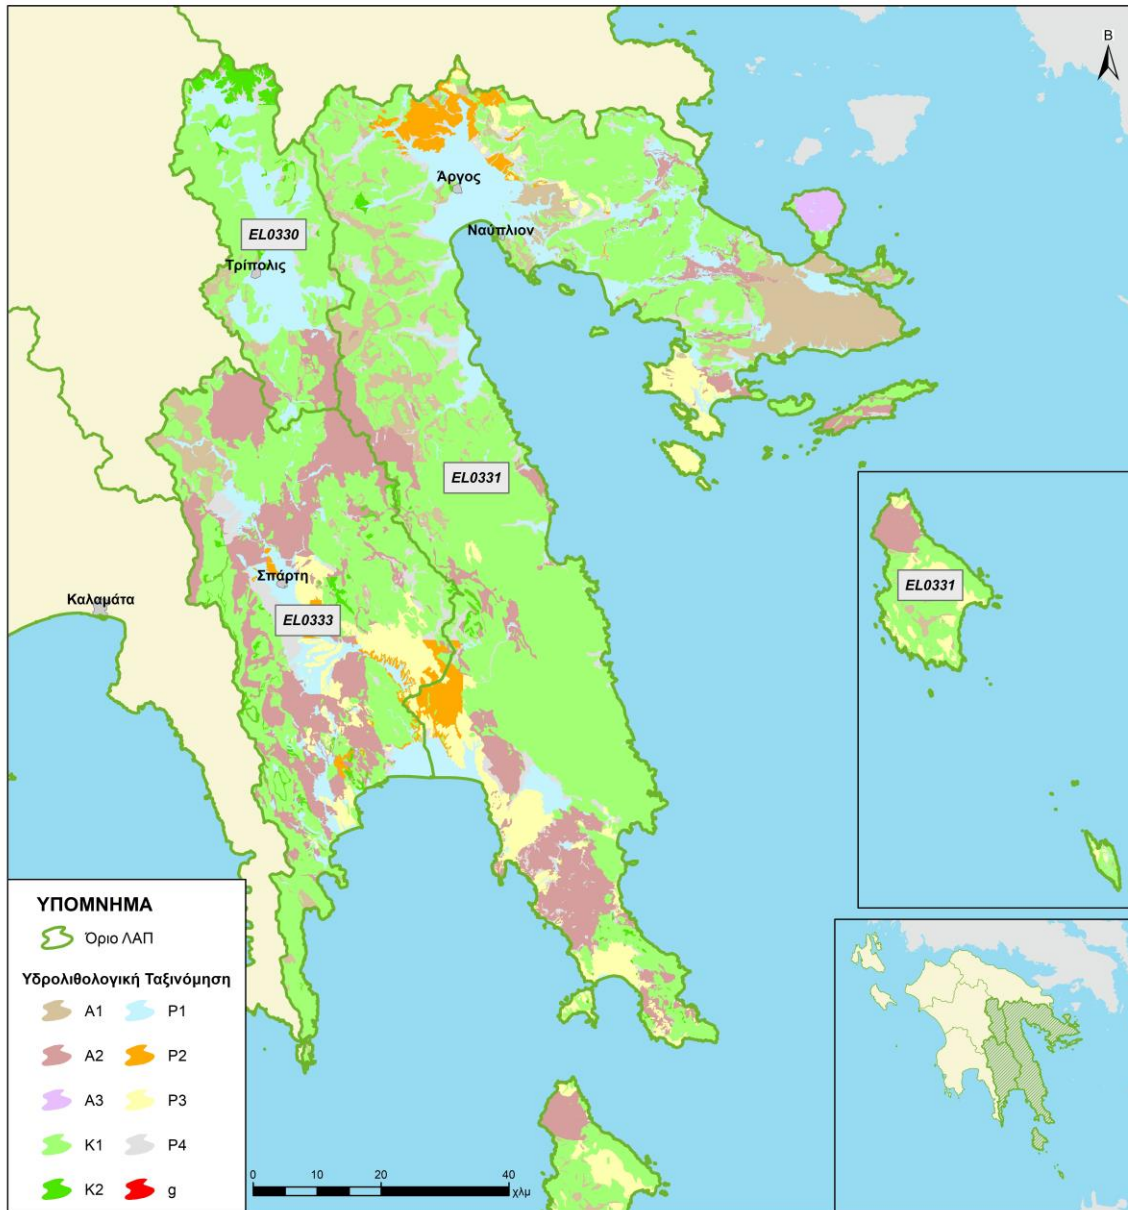 Β
Άργος
Ναύπλιον
EL0330
Τρίπολις
EL0331
EL0331
Σπάρτη
Καλαμάτα
EL0333
ΥΠΟΜΝΗΜΑ
Όριο ΛΑΠ
Υδρολιθολογική Ταξινόμηση
A1 P1
A2 P2
A3 P3
K1 P4
K2 g
0 10 20 40
χλμ